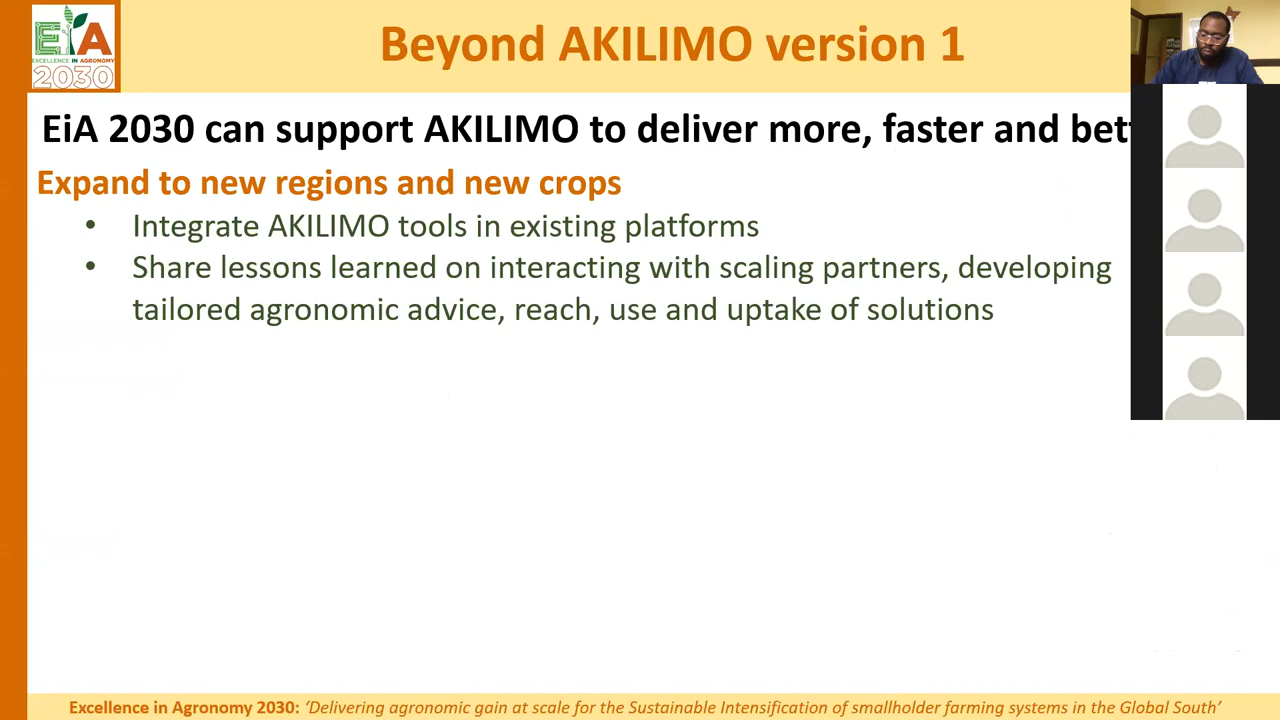 EiA
EXCELLENCE IN AGRONOMY
2030
Beyond AKILIMO version 1
EiA 2030 can support AKILIMO to deliver more, faster and
Expand to new regions and new crops
• Integrate AKILIMO tools in existing platforms
• Share lessons learned on interacting with scaling partners, developing
tailored agronomic advice, reach, use and uptake of solutions
Excellence in Agronomy 2030: ‘Delivering agronomic gain at scale for the Sustainable Intensification of smallholder farming systems in the Global South’